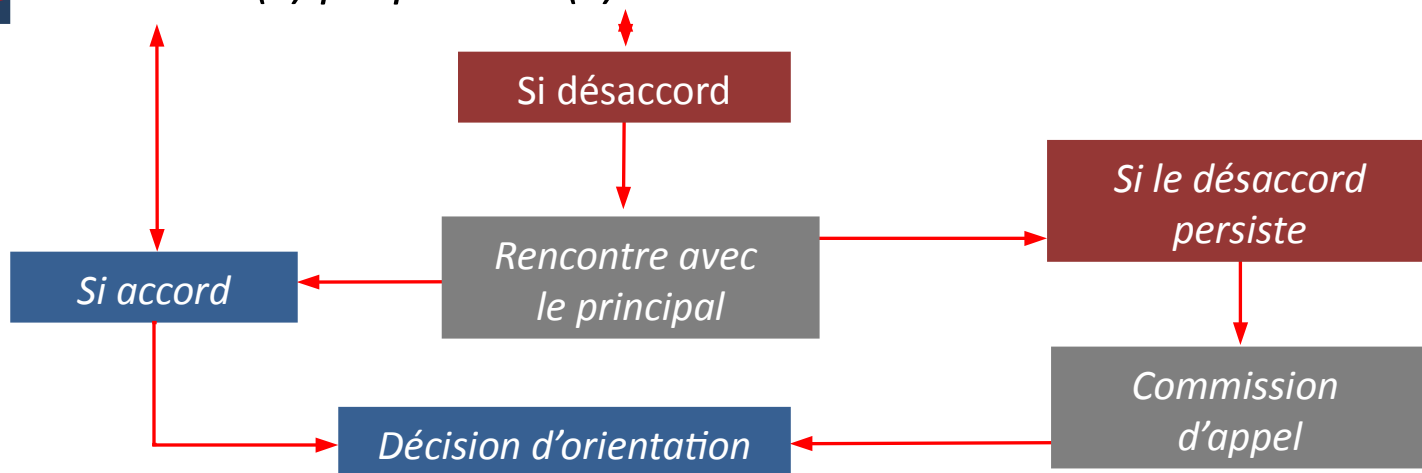 Si désaccord
Si le désaccord
persiste
Rencontre avec
le principal
Si accord
Commission
d'appel
Décision d'orientation